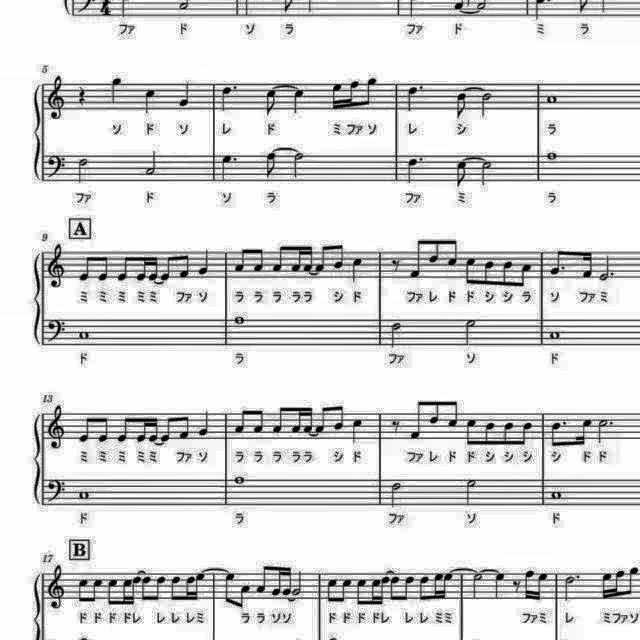 4
ファ ド ソ ラ ファ ド ミ ラ
5
ソ ド ソ レ ド ミ ファ ソ レ シ ラ
ファ ド ソ ラ ファ ミ ラ
A
9
ミ ミ ミ ミ ミ ファ ソ ラ ラ ラ ラ ラ シ ド ファ レ ド ド シ シ ラ ソ ファ ミ
ド ラ ファ ソ ド
13
ミ ミ ミ ミ ミ ファ ソ ラ ラ ラ ラ ラ シ ド ファ レ ド ド シ シ シ シ ド ド
ド ラ ファ ソ ド
B
17
ド ド ド ド レ レ レ レ ミ ラ ラ ソ ソ ド ド ド ド レ レ レ ミ ミ ファ ミ レ ミ ファ ソ